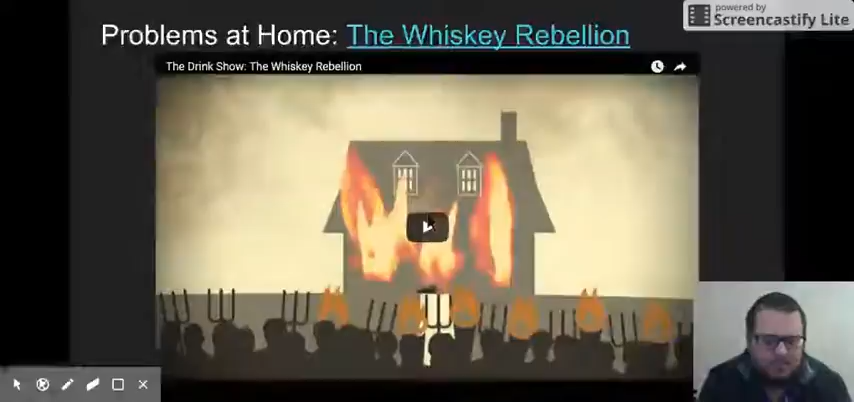 powered by
Screencastify Lite
Problems at Home: The Whiskey Rebellion
The Drink Show: The Whiskey Rebellion